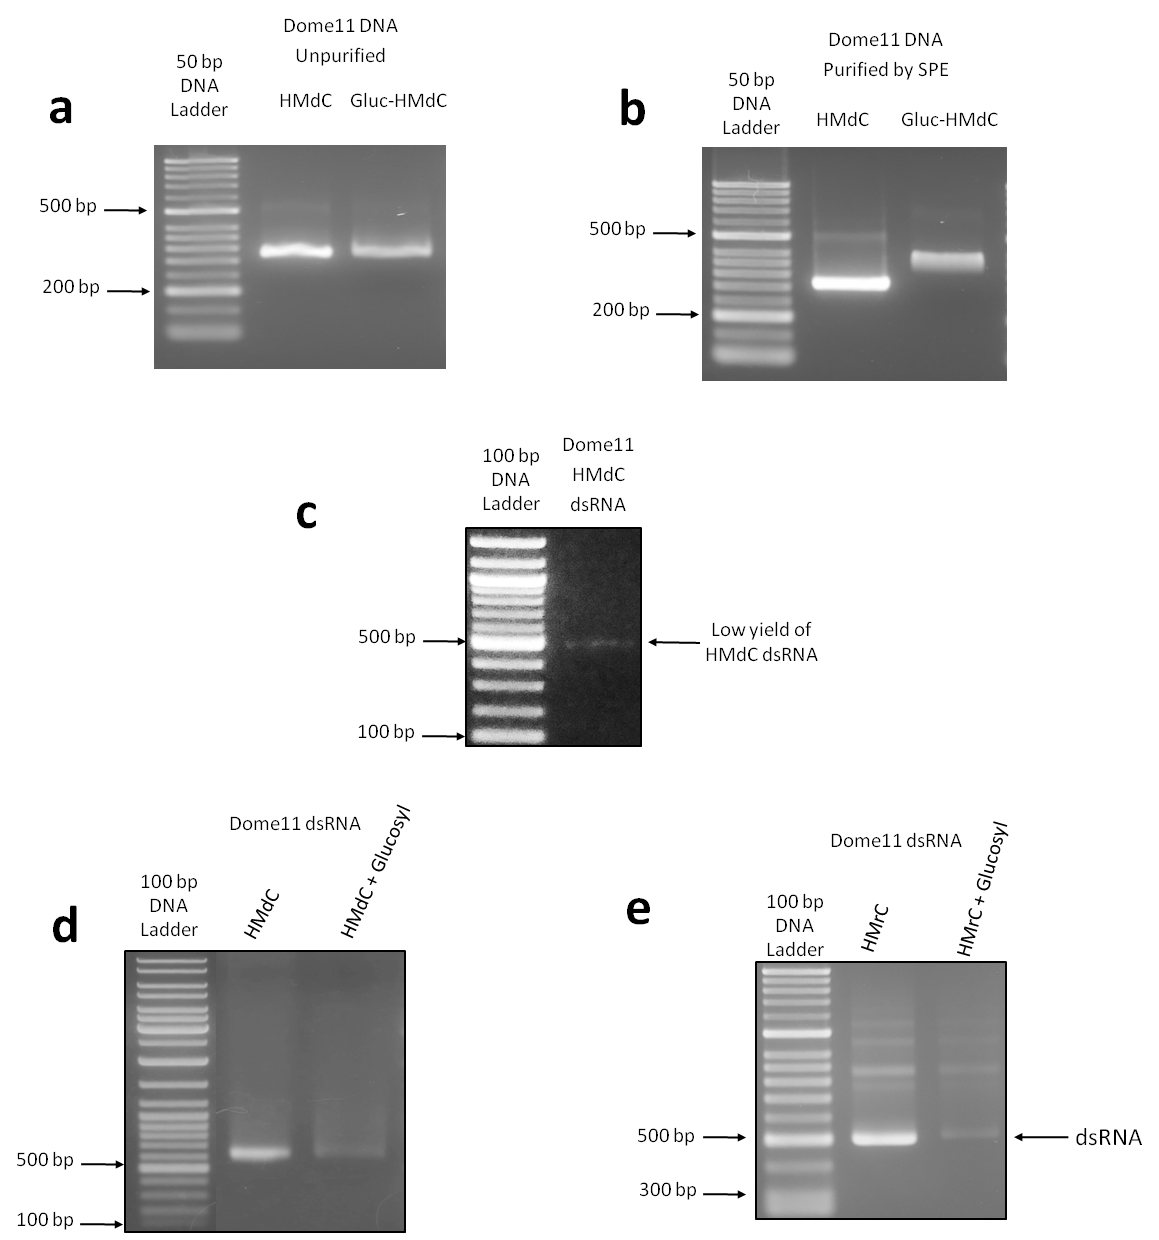 a
50 bp
DNA
Ladder
Dome11 DNA
Unpurified
HMdC
Gluc-HMdC
500 bp
200 bp
b
50 bp
DNA
Ladder
Dome11 DNA
Purified by SPE
HMdC
Gluc-HMdC
500 bp
200 bp
c
100 bp
DNA
Ladder
Dome11
HMdC
dsRNA
500 bp
100 bp
Low yield of
HMdC dsRNA
d
100 bp
DNA
Ladder
Dome11 dsRNA
HMdC
HMdC + Glucosyl
500 bp
100 bp
e
100 bp
DNA
Ladder
Dome11 dsRNA
HMrC
HMrC + Glucosyl
500 bp
300 bp
dsRNA